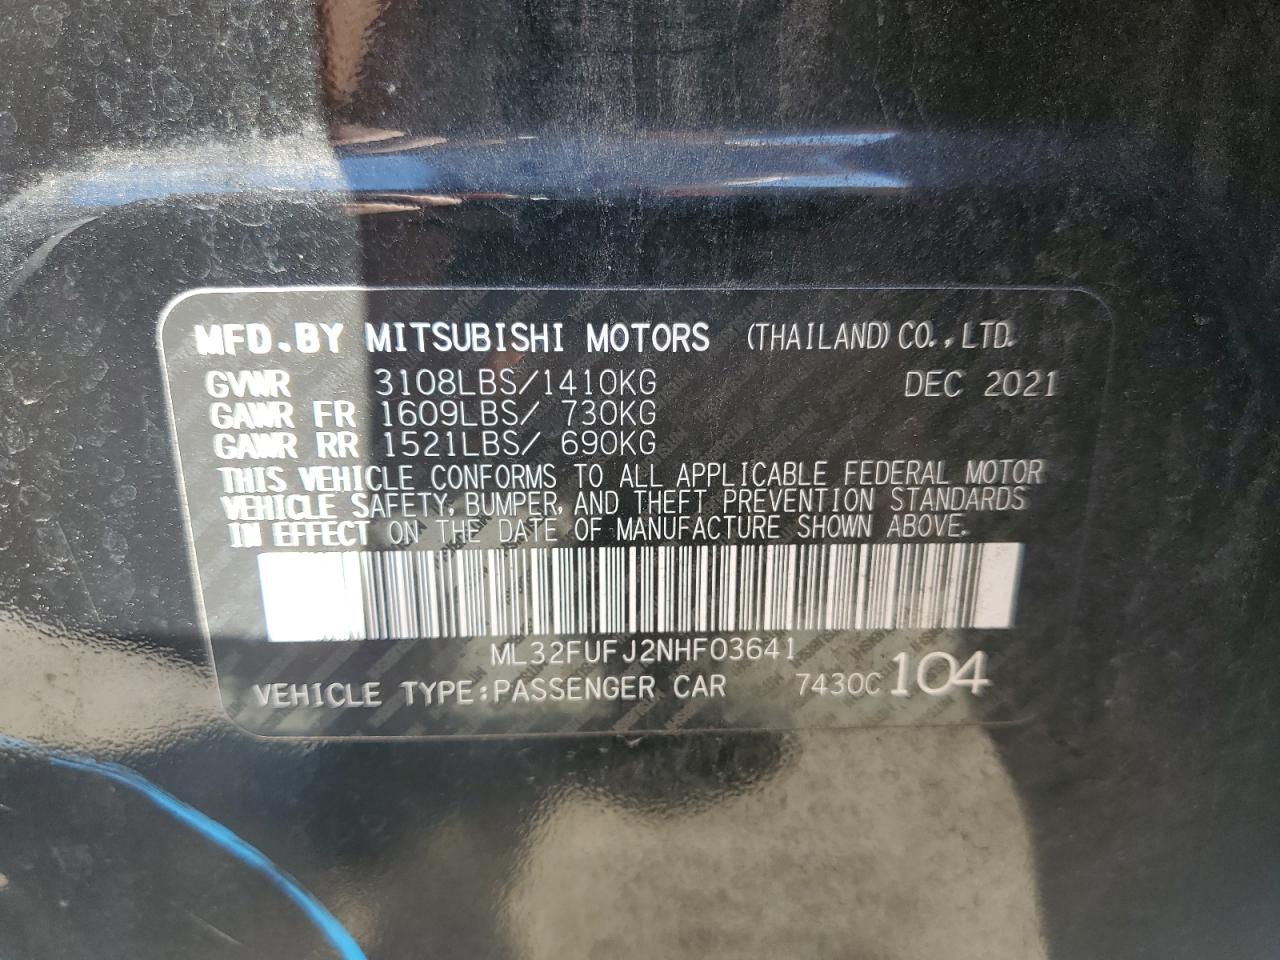 MFD.BY MITSUBISHI MOTORS (THAILAND) CO.,LTD.
GVWR 3108LBS/1410KG DEC 2021
GAWR FR 1609LBS/ 730KG
GAWR RR 1521LBS/ 690KG
THIS VEHICLE CONFORMS TO ALL APPLICABLE FEDERAL MOTOR
VEHICLE SAFETY, BUMPER, AND THEFT PREVENTION STANDARDS
IN EFFECT ON THE DATE OF MANUFACTURE SHOWN ABOVE.
ML32FUFJ2NHF03641
VEHICLE TYPE:PASSENGER CAR 7430C 104